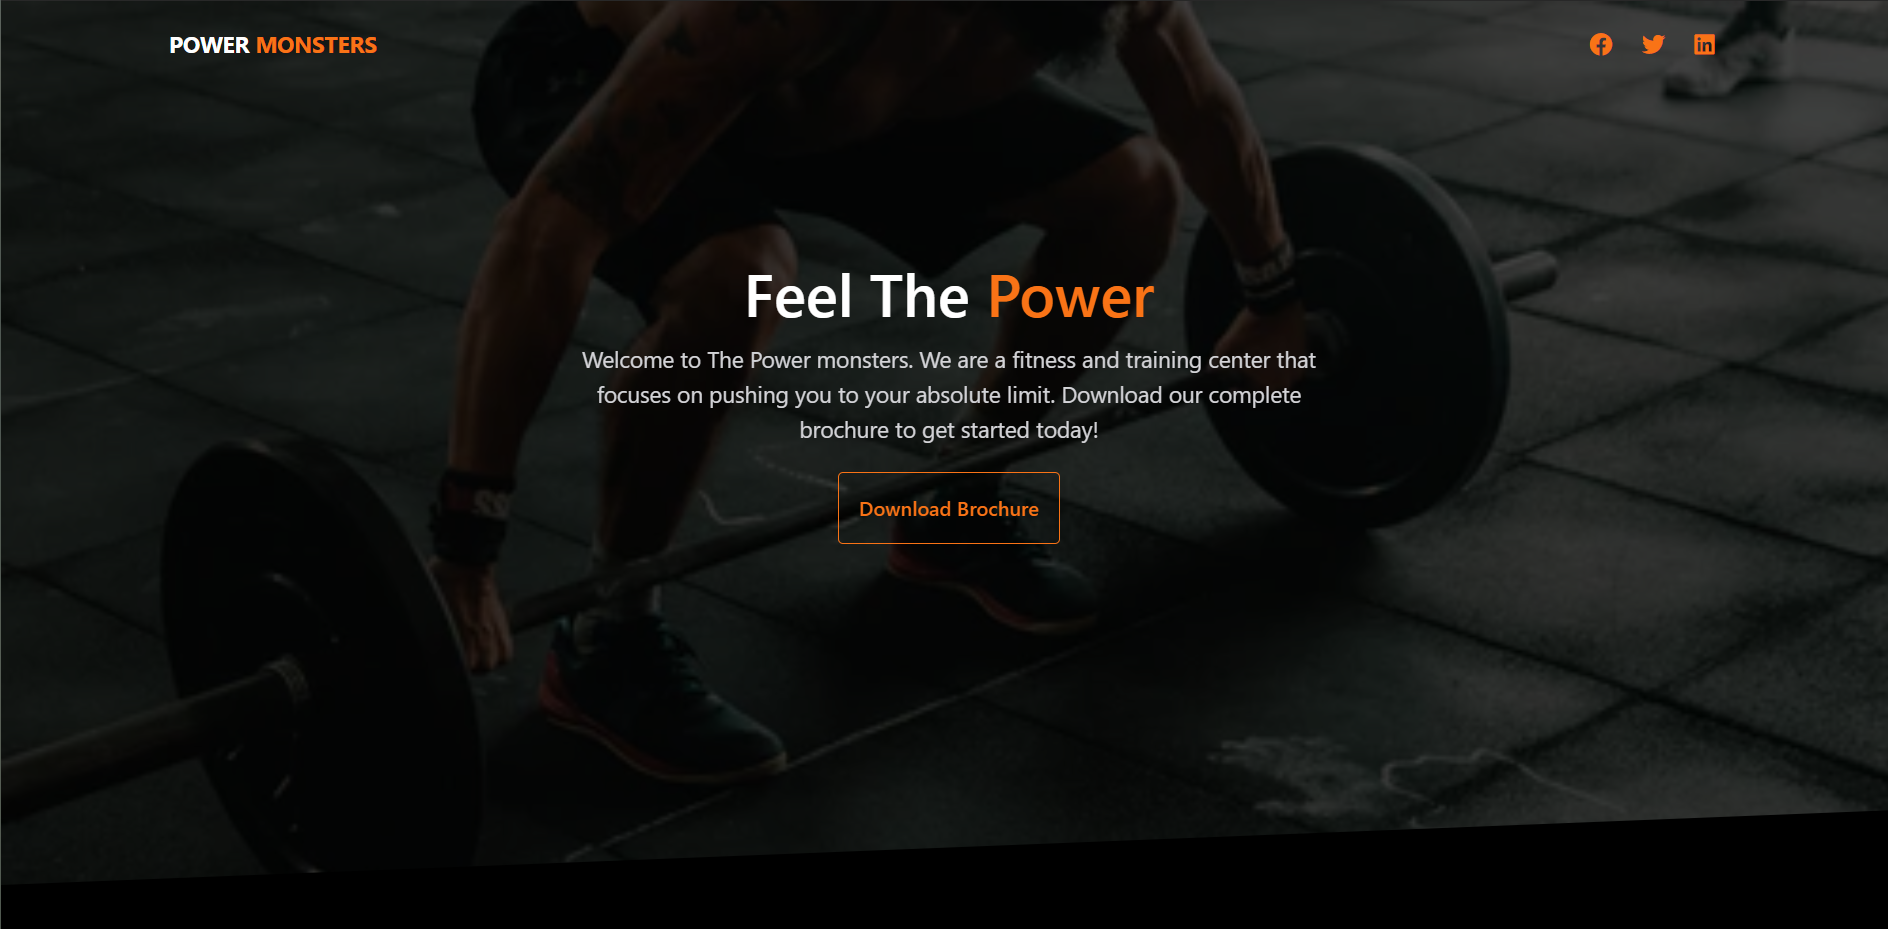 POWER MONSTERS
Feel The Power
Welcome to The Power monsters. We are a fitness and training center that
focuses on pushing you to your absolute limit. Download our complete
brochure to get started today!
Download Brochure